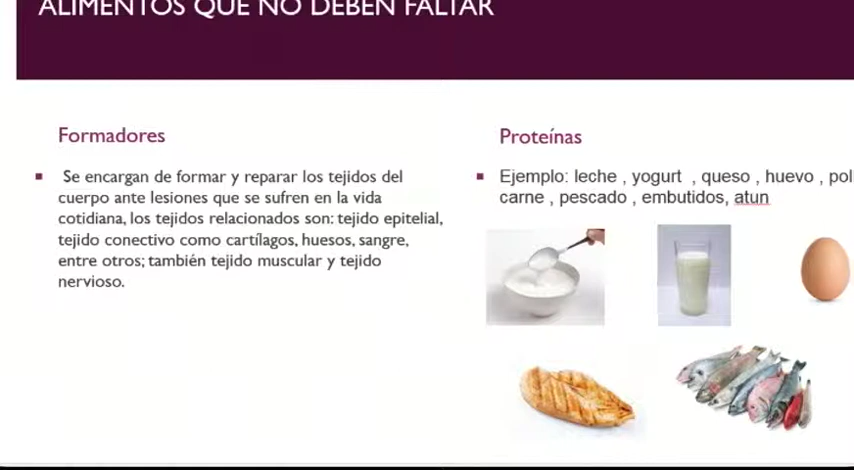 ALIMENTOS QUE NO DEBEN FALTAR
Formadores
Se encargan de formar y reparar los tejidos del
cuerpo ante lesiones que se sufren en la vida
cotidiana, los tejidos relacionados son: tejido epitelial,
tejido conectivo como cartílagos, huesos, sangre,
entre otros; también tejido muscular y tejido
nervioso.
Proteínas
Ejemplo: leche , yogurt , queso , huevo ,
carne , pescado , embutidos, atun